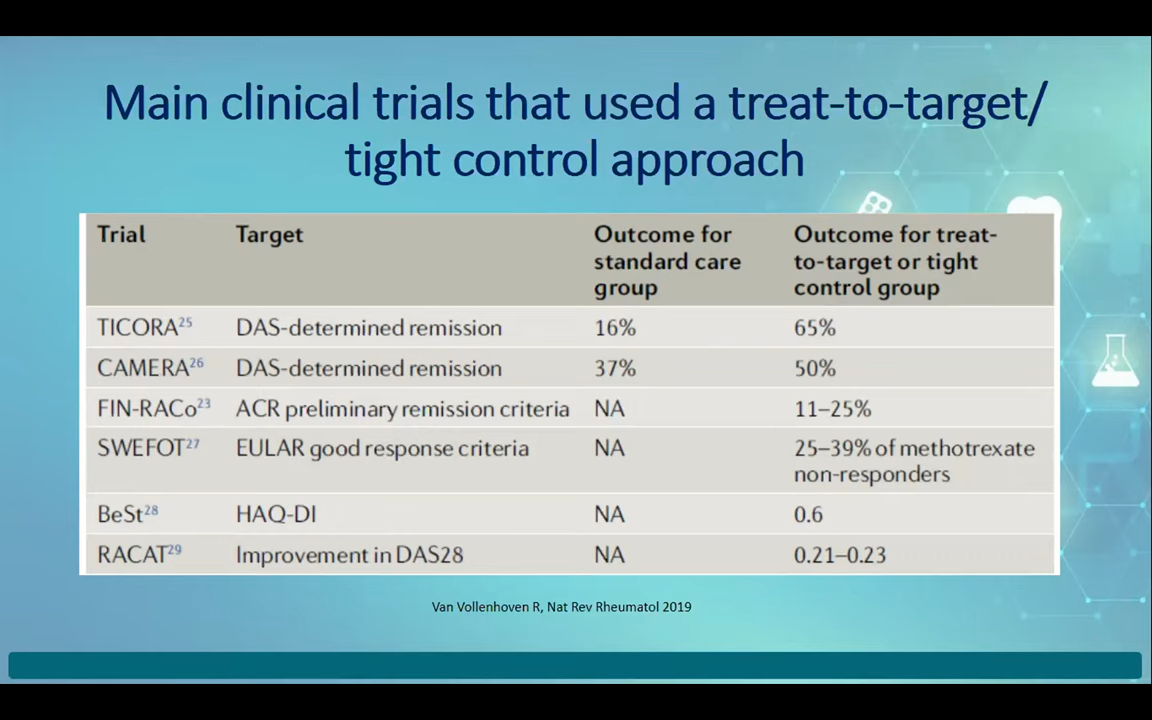 Main clinical trials that used a treat-to-target/
tight control approach
Trial Target Outcome for standard care group Outcome for treat-to-target or tight control group
TICORA25 DAS-determined remission 16% 65%
CAMERA26 DAS-determined remission 37% 50%
FIN-RACo23 ACR preliminary remission criteria NA 11–25%
SWEFOT27 EULAR good response criteria NA 25–39% of methotrexate non-responders
BeSt28 HAQ-DI NA 0.6
RACAT29 Improvement in DAS28 NA 0.21–0.23
Van Vollenhoven R, Nat Rev Rheumatol 2019